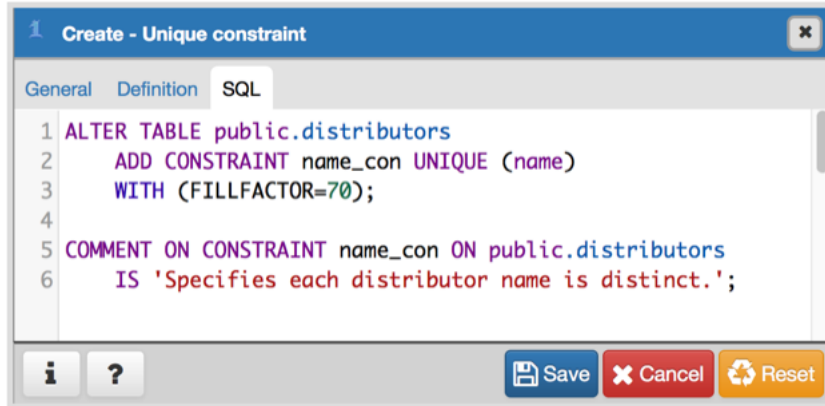 1 Create - Unique constraint
General Definition SQL
1 ALTER TABLE public.distributors
2 ADD CONSTRAINT name_con UNIQUE (name)
3 WITH (FILLFACTOR=70);
4
5 COMMENT ON CONSTRAINT name_con ON public.distributors
6 IS 'Specifies each distributor name is distinct.';
i ? Save Cancel Reset